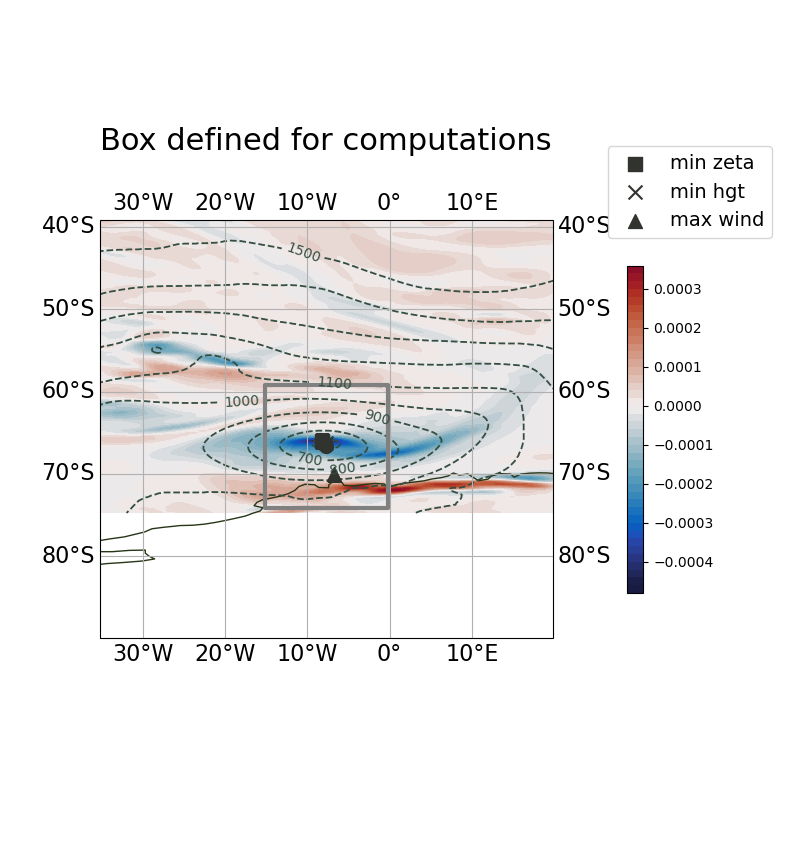 Box defined for computations
min zeta
min hgt
max wind
30°W 20°W 10°W 0° 10°E
40°S 40°S
1500
50°S 50°S
0.0003
0.0002
0.0001
0.0000
−0.0001
−0.0002
−0.0003
−0.0004
60°S 60°S
1100
1000
900
700
800
70°S 70°S
80°S 80°S
30°W 20°W 10°W 0° 10°E